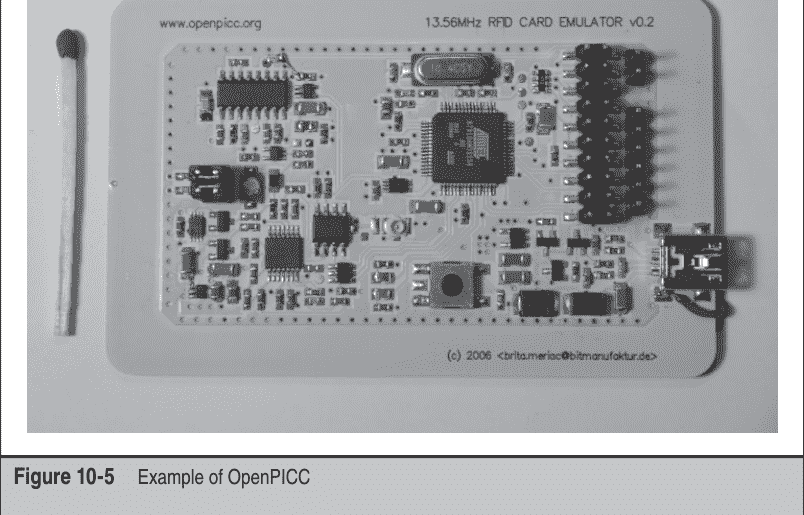 www.openpicc.org
13.56MHz RFID CARD EMULATOR v0.2
(c) 2006 <brita.meriac@bitmanufaktur.de>
Figure 10-5 Example of OpenPICC